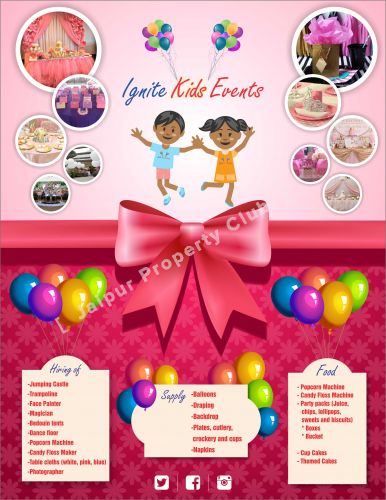 Ignite Kids Events
L Jaipur Property Club
Hiring of
-Jumping Castle
-Trampoline
-Face Painter
-Magician
-Bedouin tents
-Dance floor
-Popcorn Machine
-Candy Floss Maker
-Table cloths (white, pink, blue)
-Photographer
Supply
-Balloons
-Draping
-Backdrop
-Plates, cutlery,
crockery and cups
-Napkins
Food
- Popcorn Machine
- Candy Floss Machine
- Party packs (Juice,
chips, lollipops,
sweets and biscuits)
* Boxes
* Bucket
- Cup Cakes
- Themed Cakes